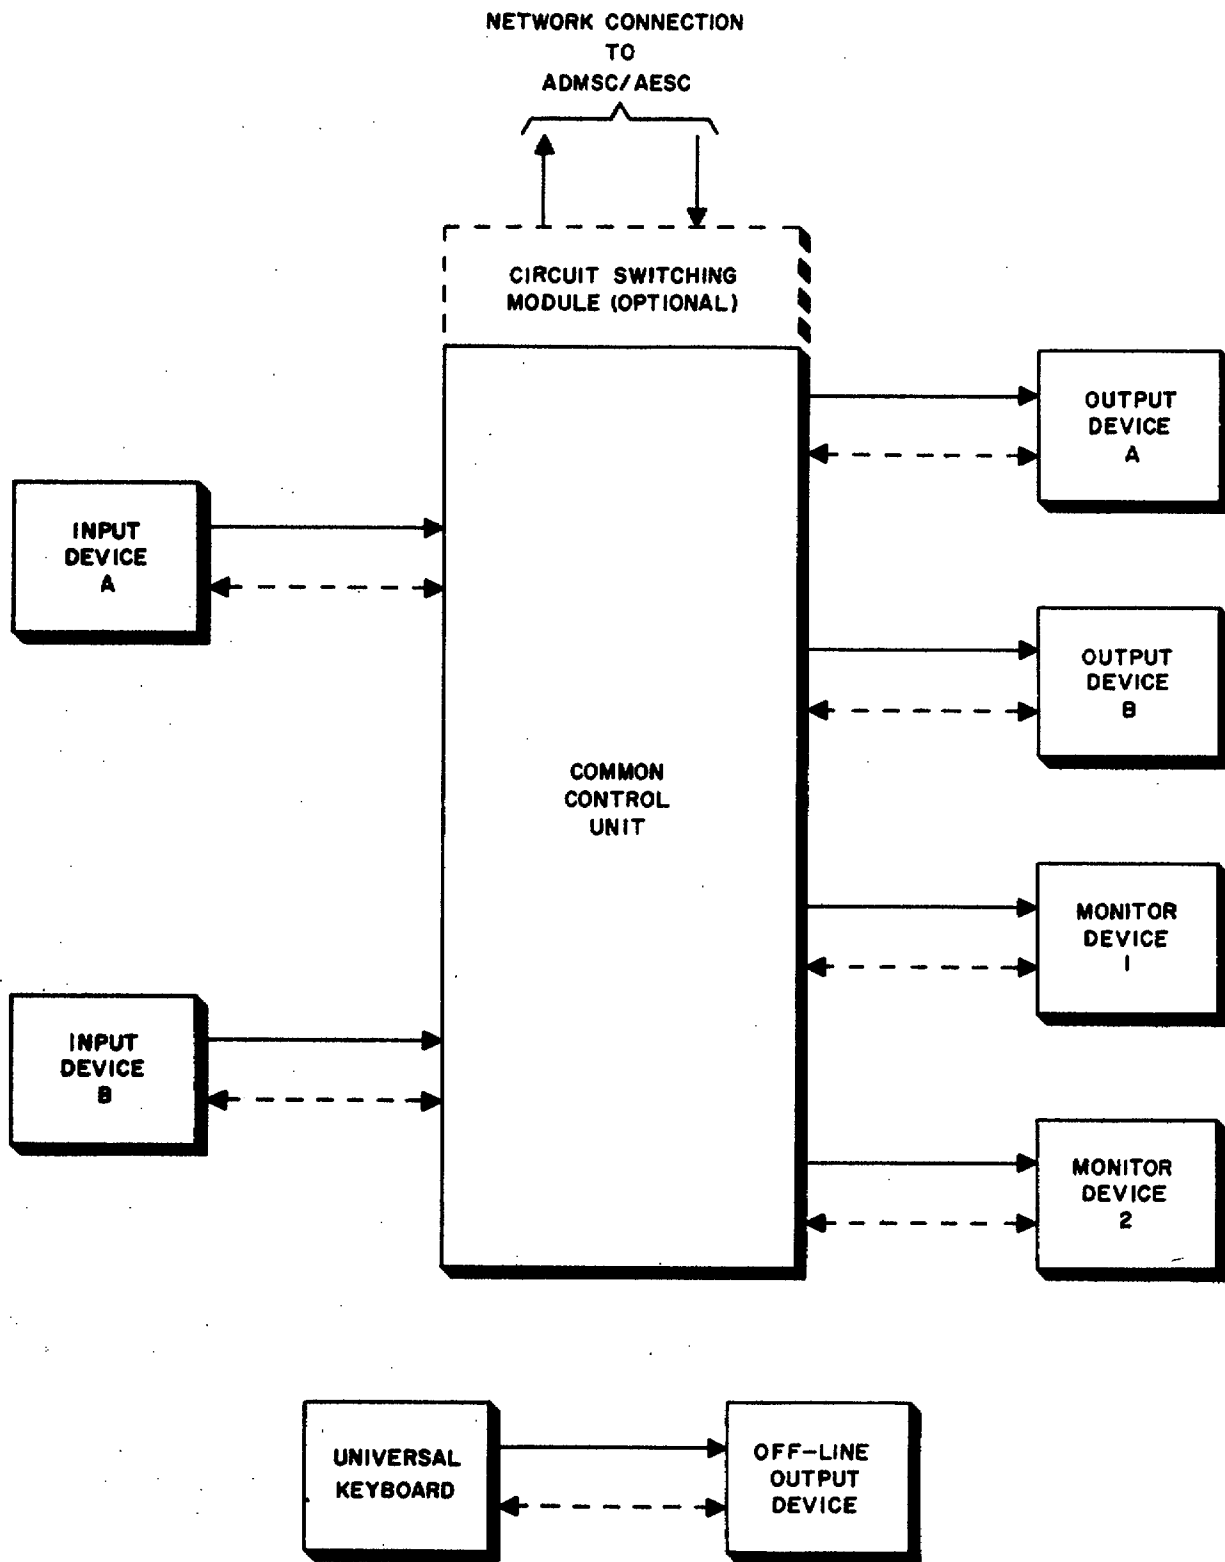 NETWORK CONNECTION
TO
ADMSC/AESC
CIRCUIT SWITCHING
MODULE (OPTIONAL)
OUTPUT
DEVICE
A
INPUT
DEVICE
A
OUTPUT
DEVICE
B
COMMON
CONTROL
UNIT
MONITOR
DEVICE
1
INPUT
DEVICE
B
MONITOR
DEVICE
2
UNIVERSAL
KEYBOARD
OFF-LINE
OUTPUT
DEVICE